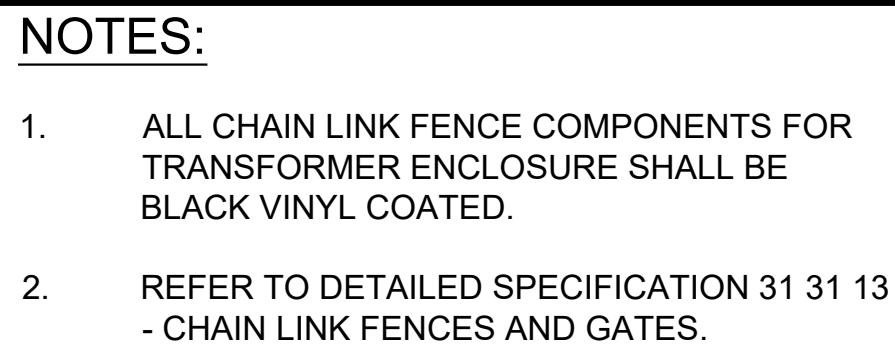 NOTES:
1. ALL CHAIN LINK FENCE COMPONENTS FOR
TRANSFORMER ENCLOSURE SHALL BE
BLACK VINYL COATED.
2. REFER TO DETAILED SPECIFICATION 31 31 13
- CHAIN LINK FENCES AND GATES.